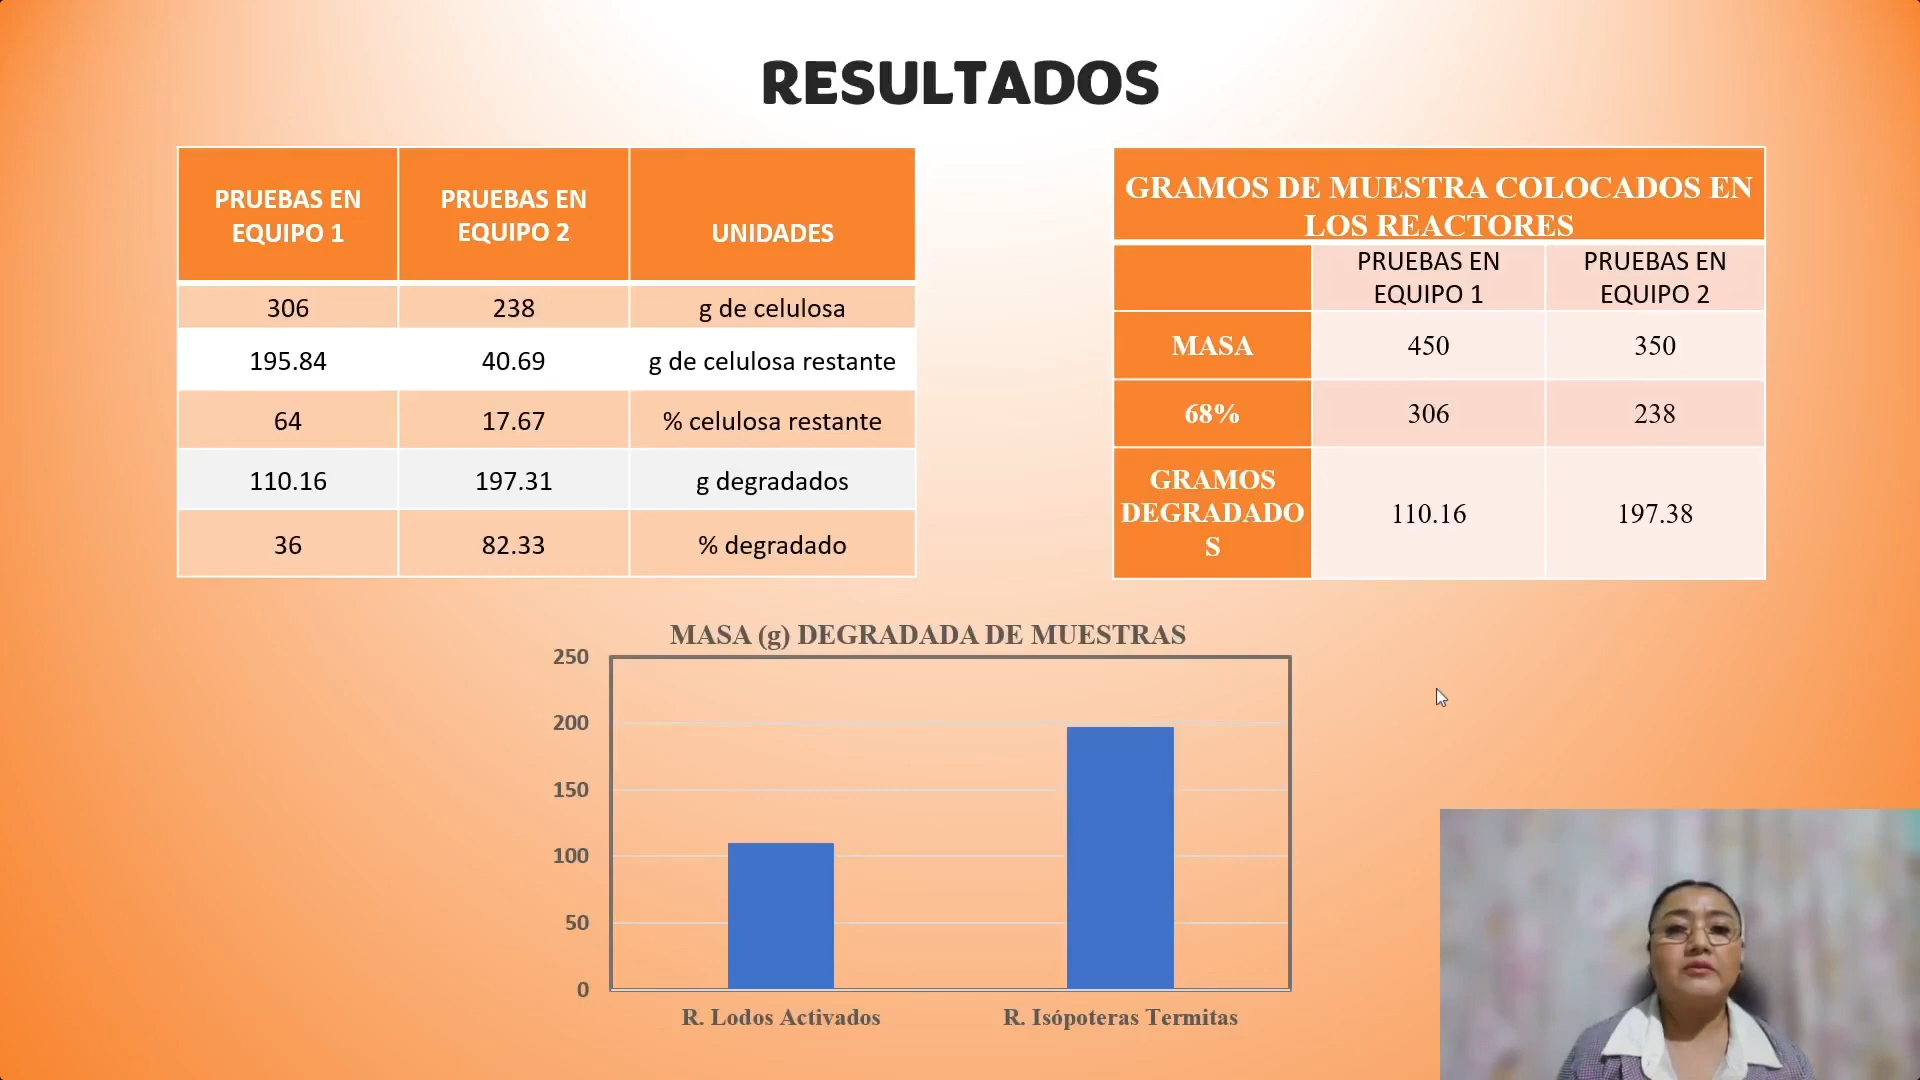 RESULTADOS
PRUEBAS EN
EQUIPO 1
PRUEBAS EN
EQUIPO 2
UNIDADES
306
238
g de celulosa
195.84
40.69
g de celulosa restante
64
17.67
% celulosa restante
110.16
197.31
g degradados
36
82.33
% degradado
GRAMOS DE MUESTRA COLOCADOS EN
LOS REACTORES
PRUEBAS EN
EQUIPO 1
PRUEBAS EN
EQUIPO 2
MASA
450
350
68%
306
238
GRAMOS
DEGRADADO
S
110.16
197.38
MASA (g) DEGRADADA DE MUESTRAS
250
200
150
100
50
0
R. Lodos Activados
R. Isópoteras Termitas